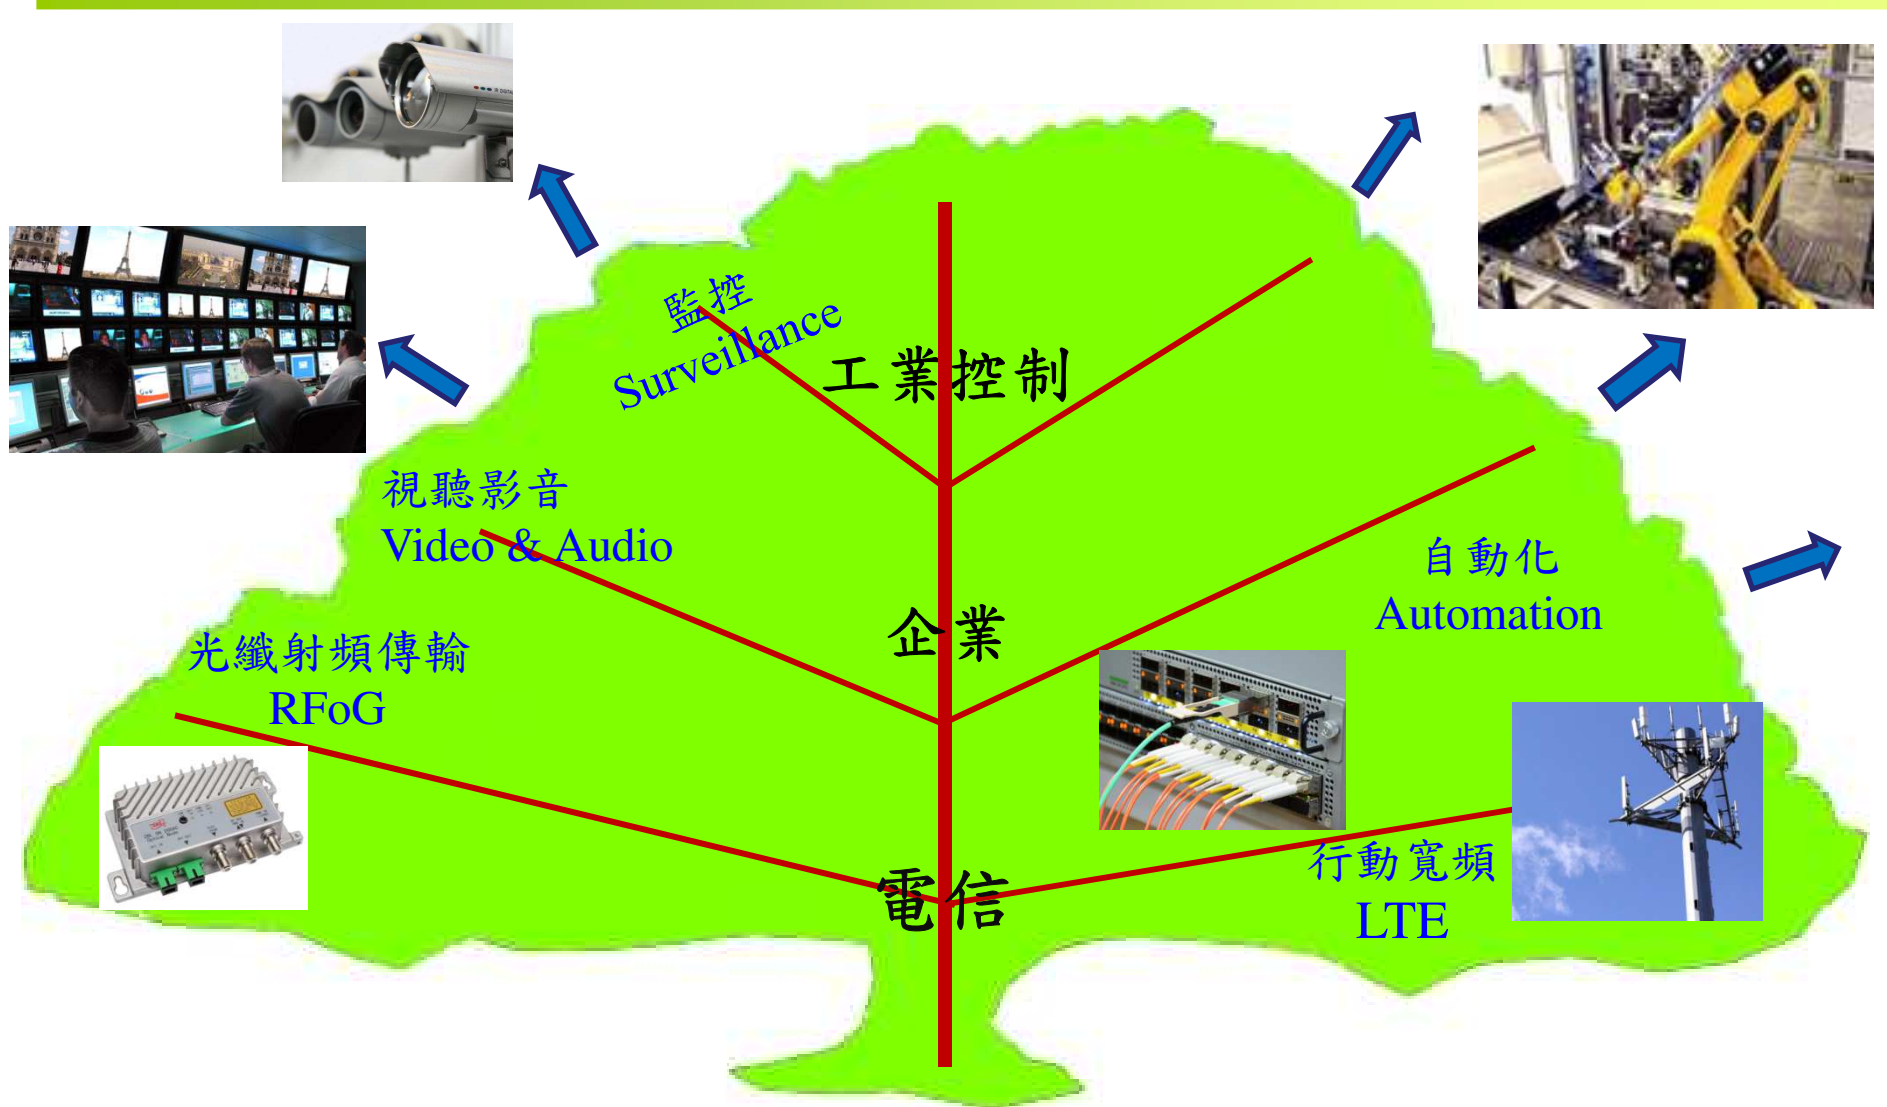 監控
Surveillance
工業控制
視聽影音
Video & Audio
自動化
Automation
企業
光纖射頻傳輸
RFoG
電信
行動寬頻
LTE